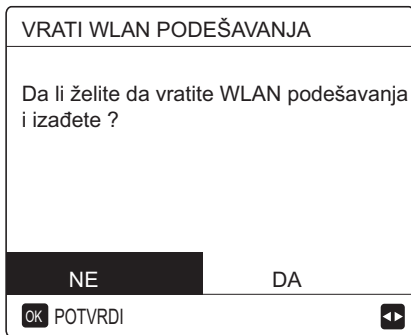 VRATI WLAN PODEŠAVANJA
Da li želite da vratite WLAN podešavanja
i izađete ?
NE DA
OK POTVRDI